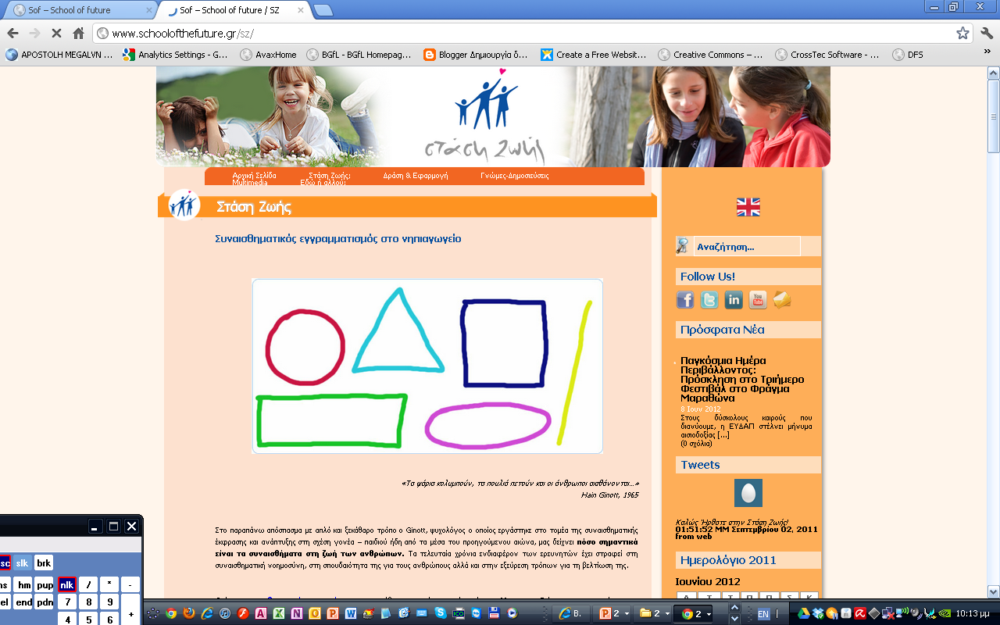 Sof – School of future
Sof – School of future / SZ
www.schoolofthefuture.gr/sz/
APOSTOLH MEGALVN ...
Analytics Settings - G...
AvaxHome
BGfL - BGfL Homepag...
Blogger Δημιουργία δ...
Create a Free Websit...
Creative Commons – ...
CrossTec Software - ...
DFS
»
στάση ζωής
Αρχική Σελίδα
Στάση Ζωής;
Δράση & Εφαρμογή
Γνώμες-Δημοσιεύσεις
Multimedia
Εδώ ή αλλού;
Στάση Ζωής
Συναισθηματικός εγγραμματισμός στο νηπιαγωγείο
«Τα ψάρια κολυμπούν, τα πουλιά πετούν και οι άνθρωποι αισθάνονται…»
Hain Ginott, 1965
Στο παραπάνω απόσπασμα με απλό και ξεκάθαρο τρόπο ο Ginott, ψυχολόγος ο οποίος εργάστηκε στο τομέα της συναισθηματικής
έκφρασης και ανάπτυξης στη σχέση γονέα – παιδιού ήδη από τα μέσα του προηγούμενου αιώνα, μας δείχνει πόσο σημαντικά
είναι τα συναισθήματα στη ζωή των ανθρώπων. Τα τελευταία χρόνια ενδιαφέρον των ερευνητών έχει στραφεί στη
συναισθηματική νοημοσύνη, στη σπουδαιότητα της για τους ανθρώπους αλλά και στην εξεύρεση τρόπων για τη βελτίωση της.
Αναζήτηση...
Follow Us!
You
Tube
Πρόσφατα Νέα
Παγκόσμια Ημέρα
Περιβάλλοντος:
Πρόσκληση στο Τριήμερο
Φεστιβάλ στο Φράγμα
Μαραθώνα
8 Ιουν 2012
Στους δύσκολους καιρούς που
διανύουμε, η ΕΥΔΑΠ στέλνει μήνυμα
αισιοδοξίας [...]
(0 σχόλια)
Tweets
Καλώς Ήρθατε στην Στάση Ζωής!
01:51:52 ΜΜ Σεπτεμβρίου 02, 2011
from web
Ημερολόγιο 2011
Ιουνίου 2012
Δ Τ Τ Π Π Σ Κ
sc slk brk
hm pup nlk / * -
end pdn 7 8 9 +
4 5 6
B.
2
2
2
EN
10:13 μμ